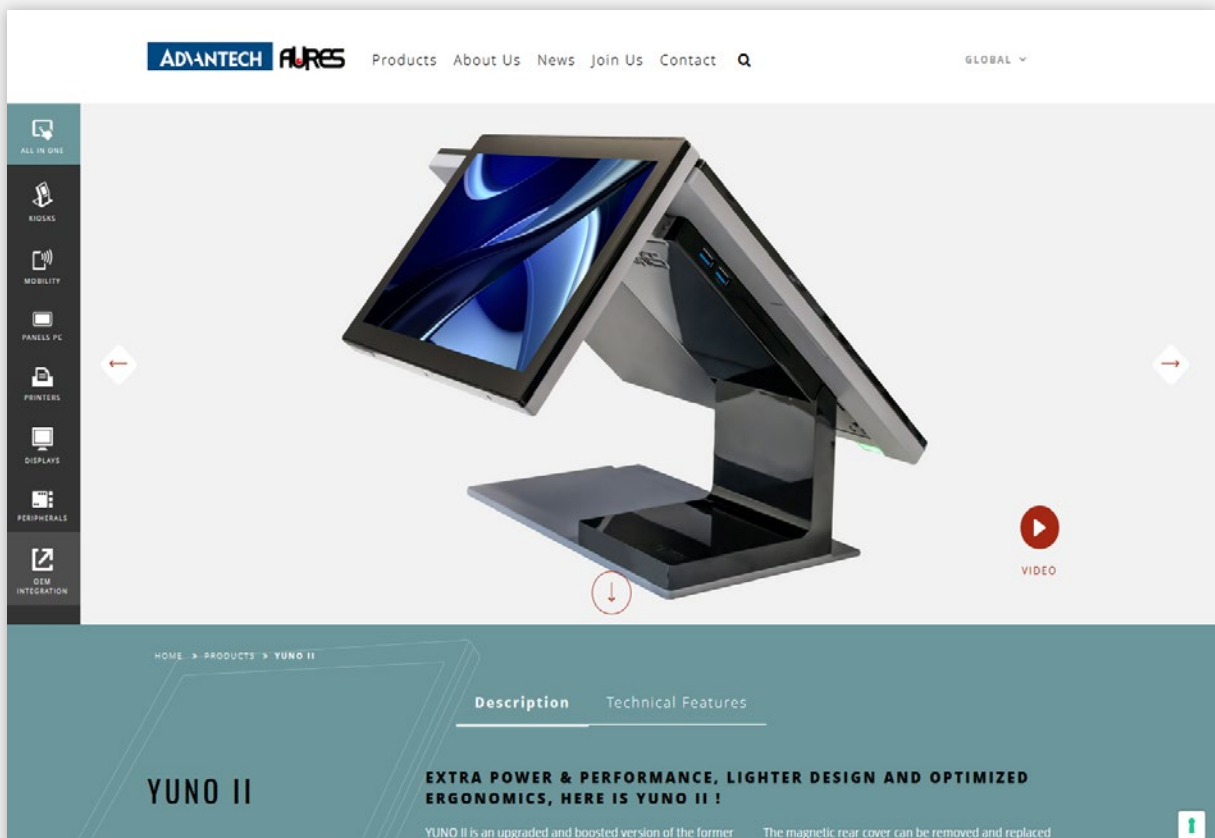 ADVANTECH AURES Products About Us News Join Us Contact GLOBAL
ALL IN ONE
KIOSKS
MOBILITY
PANELS PC
PRINTERS
DISPLAYS
PERIPHERALS
OEM
INTEGRATION
VIDEO
HOME » PRODUCTS » YUNO II
Description Technical Features
YUNO II
EXTRA POWER & PERFORMANCE, LIGHTER DESIGN AND OPTIMIZED
ERGONOMICS, HERE IS YUNO II !
YUNO II is an upgraded and boosted version of the former
The magnetic rear cover can be removed and replaced